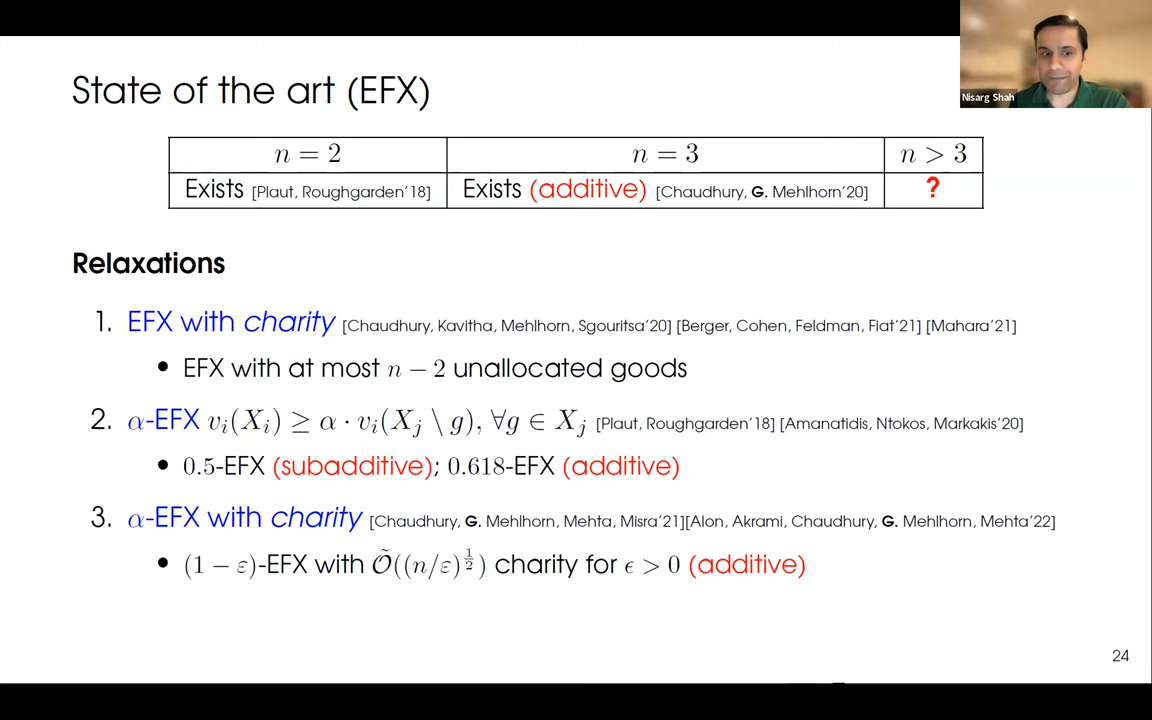 Nisarg Shah
State of the art (EFX)
n = 2 n = 3 n > 3
Exists [Plaut, Roughgarden'18] Exists (additive) [Chaudhury, G. Mehlhorn'20] ?
Relaxations
1. EFX with charity [Chaudhury, Kavitha, Mehlhorn, Sgouritsa'20] [Berger, Cohen, Feldman, Fiat'21] [Mahara'21]
• EFX with at most n − 2 unallocated goods
2. α-EFX v_i(X_i) ≥ α · v_i(X_j \ g), ∀g ∈ X_j [Plaut, Roughgarden'18] [Amanatidis, Ntokos, Markakis'20]
• 0.5-EFX (subadditive); 0.618-EFX (additive)
3. α-EFX with charity [Chaudhury, G. Mehlhorn, Mehta, Misra'21][Alon, Akrami, Chaudhury, G. Mehlhorn, Mehta'22]
• (1 − ε)-EFX with Õ((n/ε)^{1/2}) charity for ϵ > 0 (additive)
24